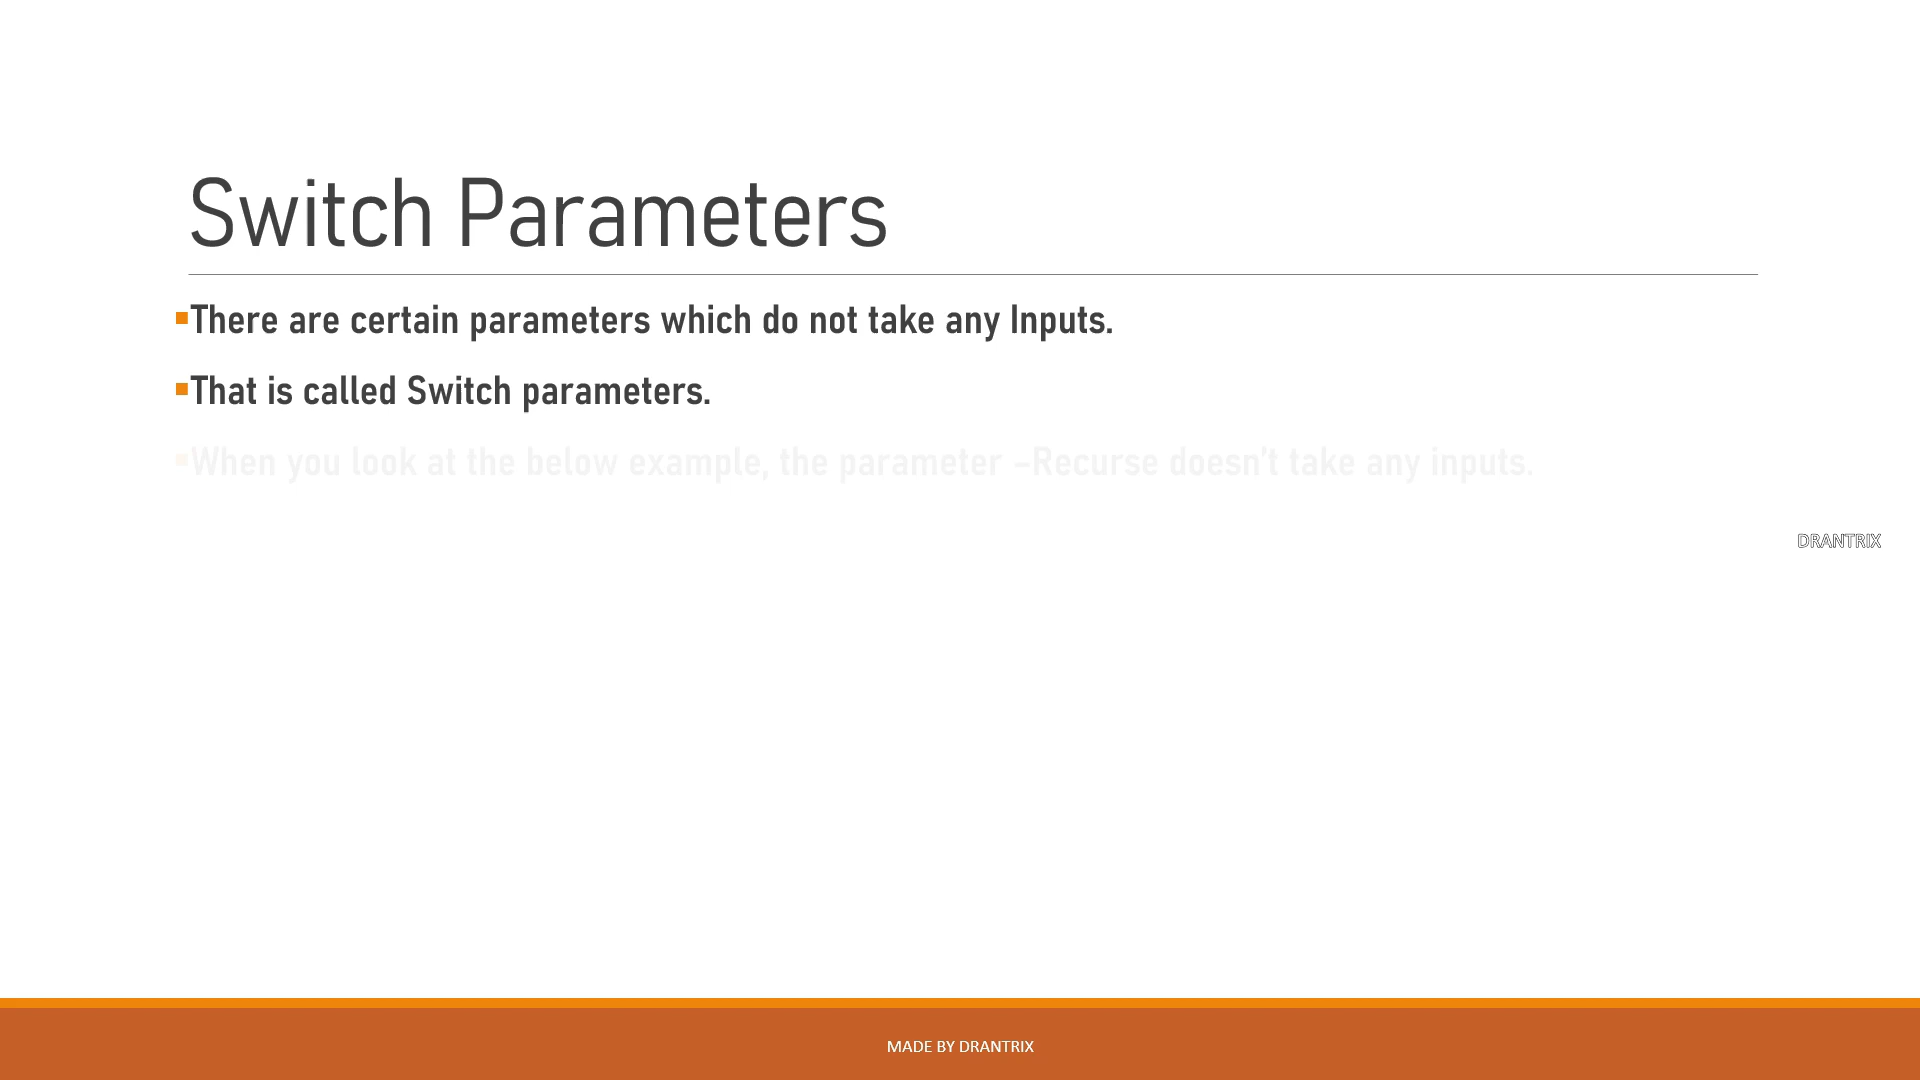 Switch Parameters
▪There are certain parameters which do not take any Inputs.
▪That is called Switch parameters.
▪When you look at the below example, the parameter –Recurse doesn't take any inputs.
DRANTRIX
MADE BY DRANTRIX